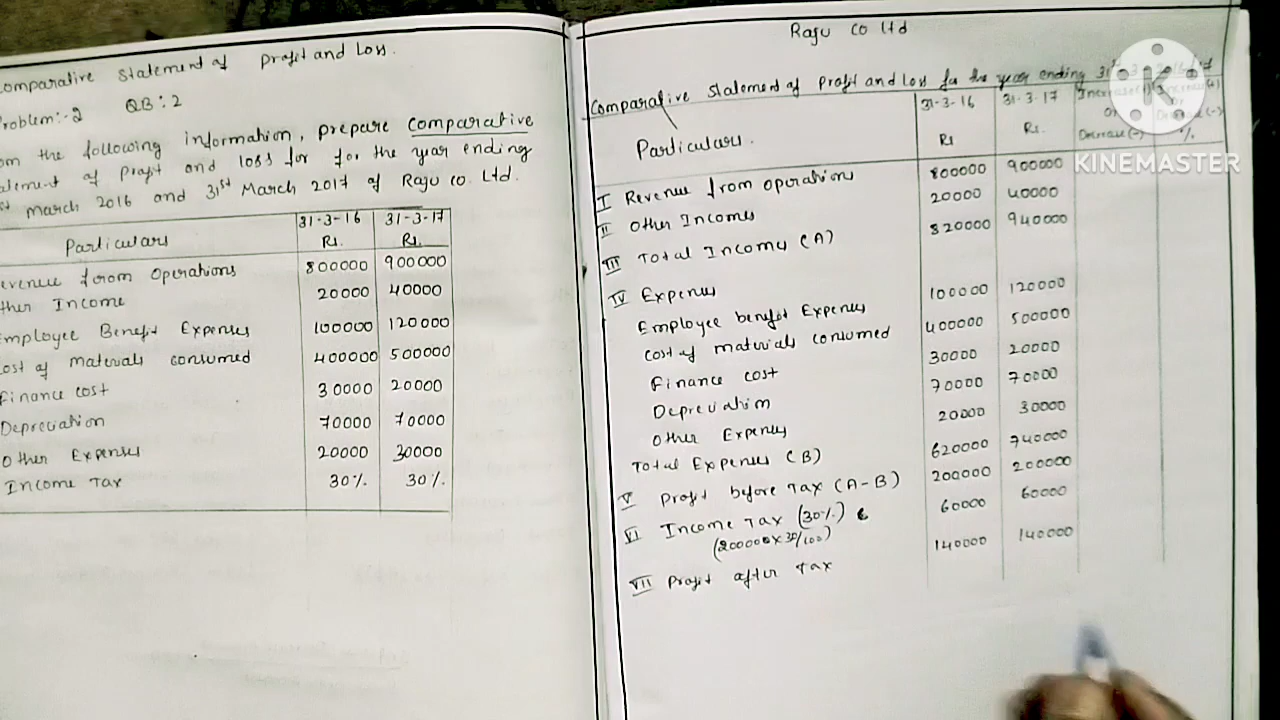 Comparative Statement of Profit and Loss.
Problem:-2 QB:2
From the following information, prepare comparative
statement of Profit and loss for for the year ending
March 2016 and 31st March 2017 of Raju co. Ltd.
Particulars 31-3-16 Rs. 31-3-17 Rs.
Revenue from Operations 800000 900000
Other Income 20000 40000
Employee Benefit Expenses 100000 120000
Cost of Materials consumed 400000 500000
Finance cost 30000 20000
Depreciation 70000 70000
Other Expenses 20000 30000
Income Tax 30% 30%
Raju co Ltd
Comparative Statement of Profit and Loss for the year ending
Particulars. 31-3-16 Rs 31-3-17 Rs. Increase(+) or Decrease(-) %
KINEMASTER
I Revenue from operation 800000 900000
II Other Incomes 20000 40000
III Total Income (A) 820000 940000
IV Expenses
Employee benefit Expenses 100000 120000
Cost of materials consumed 400000 500000
Finance cost 30000 20000
Depreciation 70000 70000
Other Expenses 20000 30000
Total Expenses (B) 620000 740000
V Profit before Tax (A-B) 200000 200000
VI Income Tax (30%) 60000 60000
(200000x30/100)
VII Profit after Tax 140000 140000